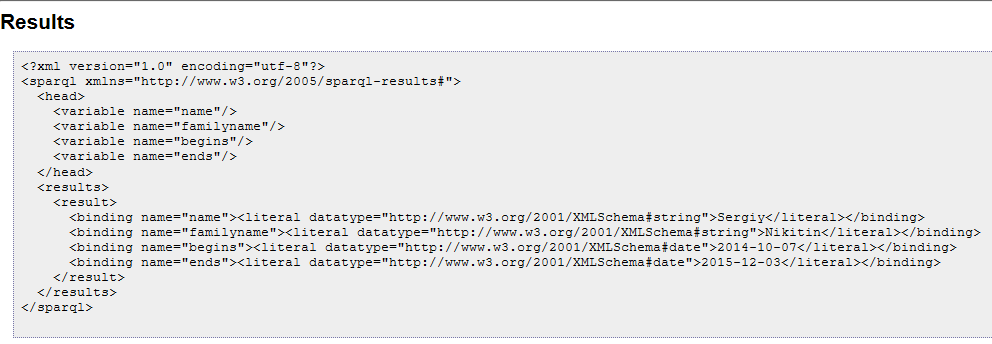 Results
<?xml version="1.0" encoding="utf-8"?>
<sparql xmlns="http://www.w3.org/2005/sparql-results#">
  <head>
    <variable name="name"/>
    <variable name="familyname"/>
    <variable name="begins"/>
    <variable name="ends"/>
  </head>
  <results>
    <result>
      <binding name="name"><literal datatype="http://www.w3.org/2001/XMLSchema#string">Sergiy</literal></binding>
      <binding name="familyname"><literal datatype="http://www.w3.org/2001/XMLSchema#string">Nikitin</literal></binding>
      <binding name="begins"><literal datatype="http://www.w3.org/2001/XMLSchema#date">2014-10-07</literal></binding>
      <binding name="ends"><literal datatype="http://www.w3.org/2001/XMLSchema#date">2015-12-03</literal></binding>
    </result>
  </results>
</sparql>